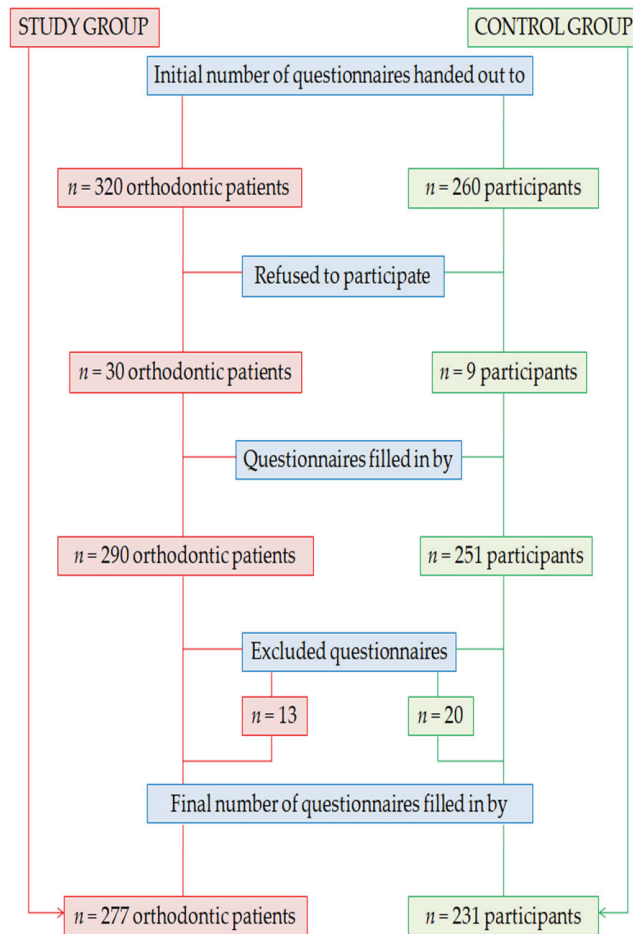 STUDY GROUP
CONTROL GROUP
Initial number of questionnaires handed out to
n = 320 orthodontic patients
n = 260 participants
Refused to participate
n = 30 orthodontic patients
n = 9 participants
Questionnaires filled in by
n = 290 orthodontic patients
n = 251 participants
Excluded questionnaires
n = 13
n = 20
Final number of questionnaires filled in by
n = 277 orthodontic patients
n = 231 participants